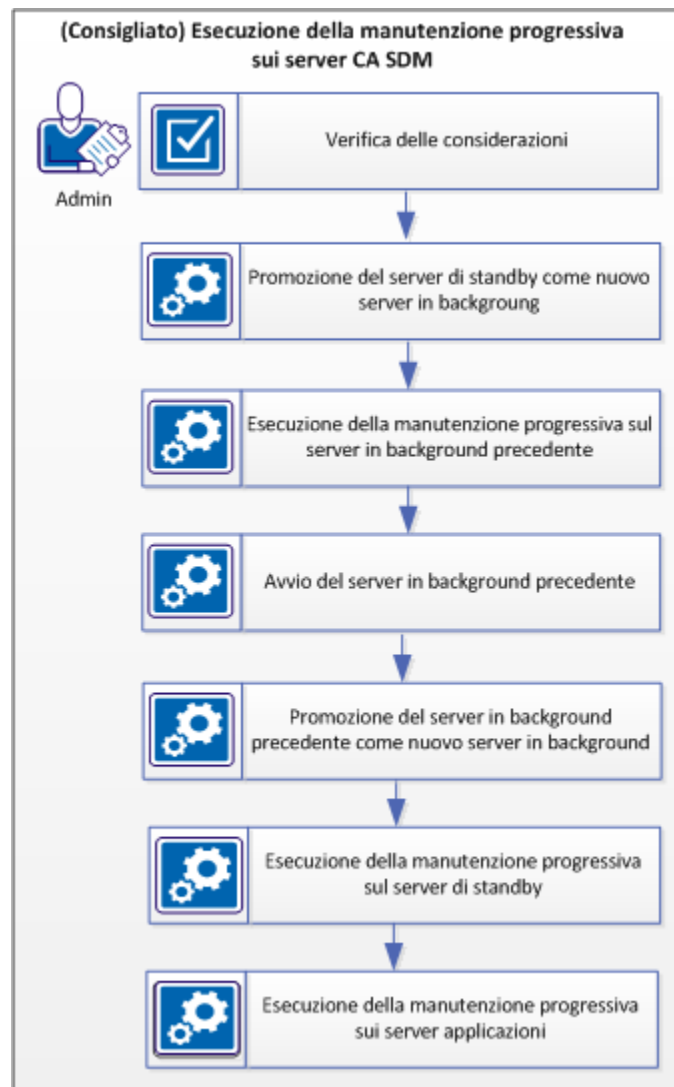 (Consigliato) Esecuzione della manutenzione progressiva
sui server CA SDM
Admin
Verifica delle considerazioni
Promozione del server di standby come nuovo
server in backgroung
Esecuzione della manutenzione progressiva sul
server in background precedente
Avvio del server in background precedente
Promozione del server in background
precedente come nuovo server in background
Esecuzione della manutenzione progressiva
sul server di standby
Esecuzione della manutenzione progressiva
sui server applicazioni